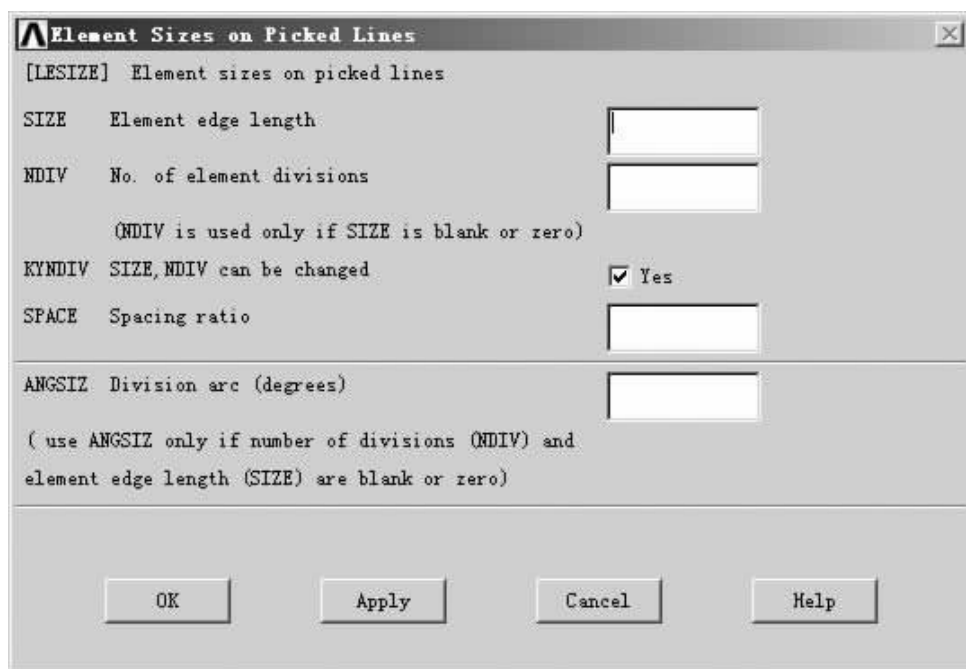 Element Sizes on Picked Lines
[LESIZE] Element sizes on picked lines
SIZE Element edge length
NDIV No. of element divisions
(NDIV is used only if SIZE is blank or zero)
KYNDIV SIZE,NDIV can be changed Yes
SPACE Spacing ratio
ANGSIZ Division arc (degrees)
( use ANGSIZ only if number of divisions (NDIV) and
element edge length (SIZE) are blank or zero)
OK Apply Cancel Help